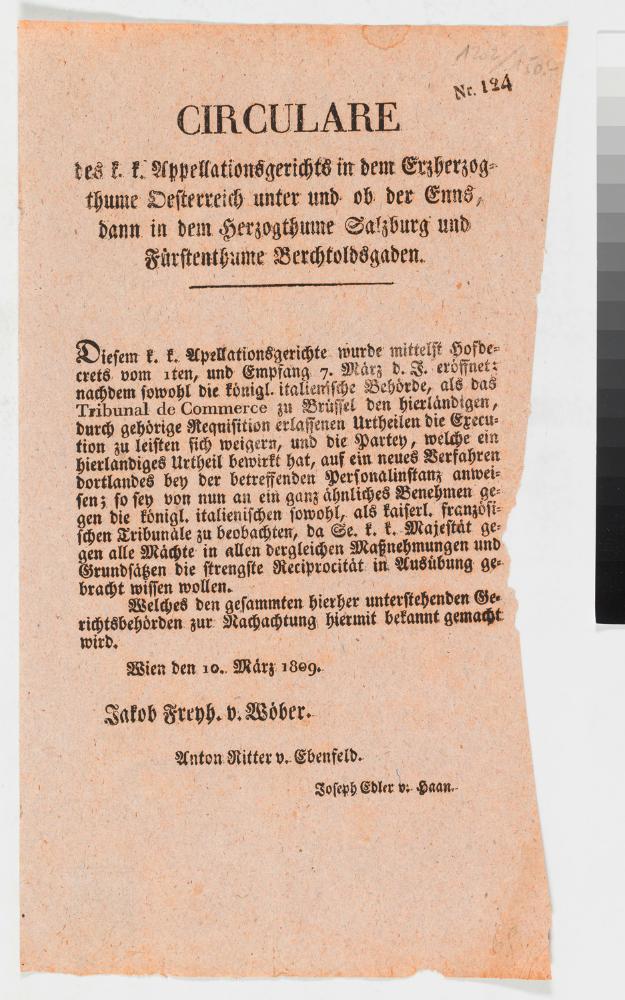 Nr. 124
CIRCULARE
des k. k. Appellationsgerichts in dem Erzherzog-
thume Oesterreich unter und ob der Enns,
dann in dem Herzogthume Salzburg und
Fürstenthume Berchtoldsgaden.
Diesem k. k. Apellationsgerichte wurde mittelst Hofde-
crets vom 1ten, und Empfang 7. März d. J. eröffnet:
nachdem sowohl die königl. italienische Behörde, als das
Tribunal de Commerce zu Brüssel den hierländigen,
durch gehörige Requisition erlassenen Urtheilen die Execu-
tion zu leisten sich weigern, und die Partey, welche ein
hierländiges Urtheil bewirkt hat, auf ein neues Verfahren
dortlandes bey der betreffenden Personalinstanz anwei-
sen; so sey von nun an ein ganz ähnliches Benehmen ge-
gen die königl. italienischen sowohl, als kaiserl. französi-
schen Tribunäle zu beobachten, da Se. k. k. Majestät ge-
gen alle Mächte in allen dergleichen Maßnehmungen und
Grundsätzen die strengste Reciprocität in Ausübung ge-
bracht wissen wollen.
Welches den gesammten hierher unterstehenden Ge-
richtsbehörden zur Nachachtung hiermit bekannt gemacht
wird.
Wien den 10. März 1809.
Jakob Freyh. v. Wöber.
Anton Ritter v. Ebenfeld.
Joseph Edler v. Haan.